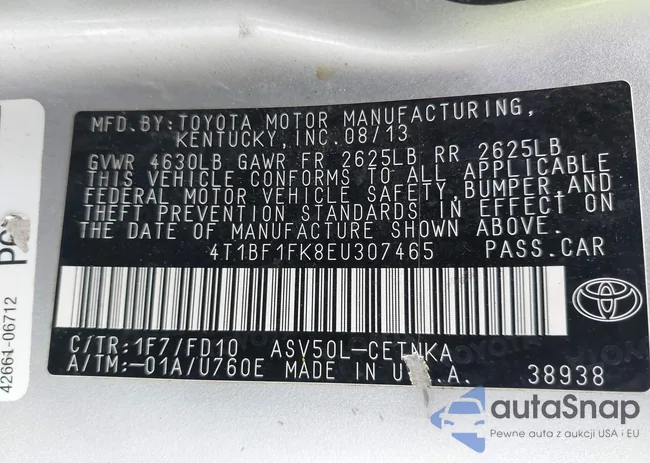 MFD.BY:TOYOTA MOTOR MANUFACTURING,
KENTUCKY,INC.08/13
GVWR 4630LB GAWR FR 2625LB RR 2625LB
THIS VEHICLE CONFORMS TO ALL APPLICABLE
FEDERAL MOTOR VEHICLE SAFETY,BUMPER,AND
THEFT PREVENTION STANDARDS IN EFFECT ON
THE DATE OF MANUFACTURE SHOWN ABOVE.
4T1BF1FK8EU307465 PASS.CAR
C/TR:1F7/FD10 ASV50L-CETNKA
A/TM:-01A/U760E MADE IN U.S.A. 38938
42661-06712
autaSnap
Pewne auta z aukcji USA i EU